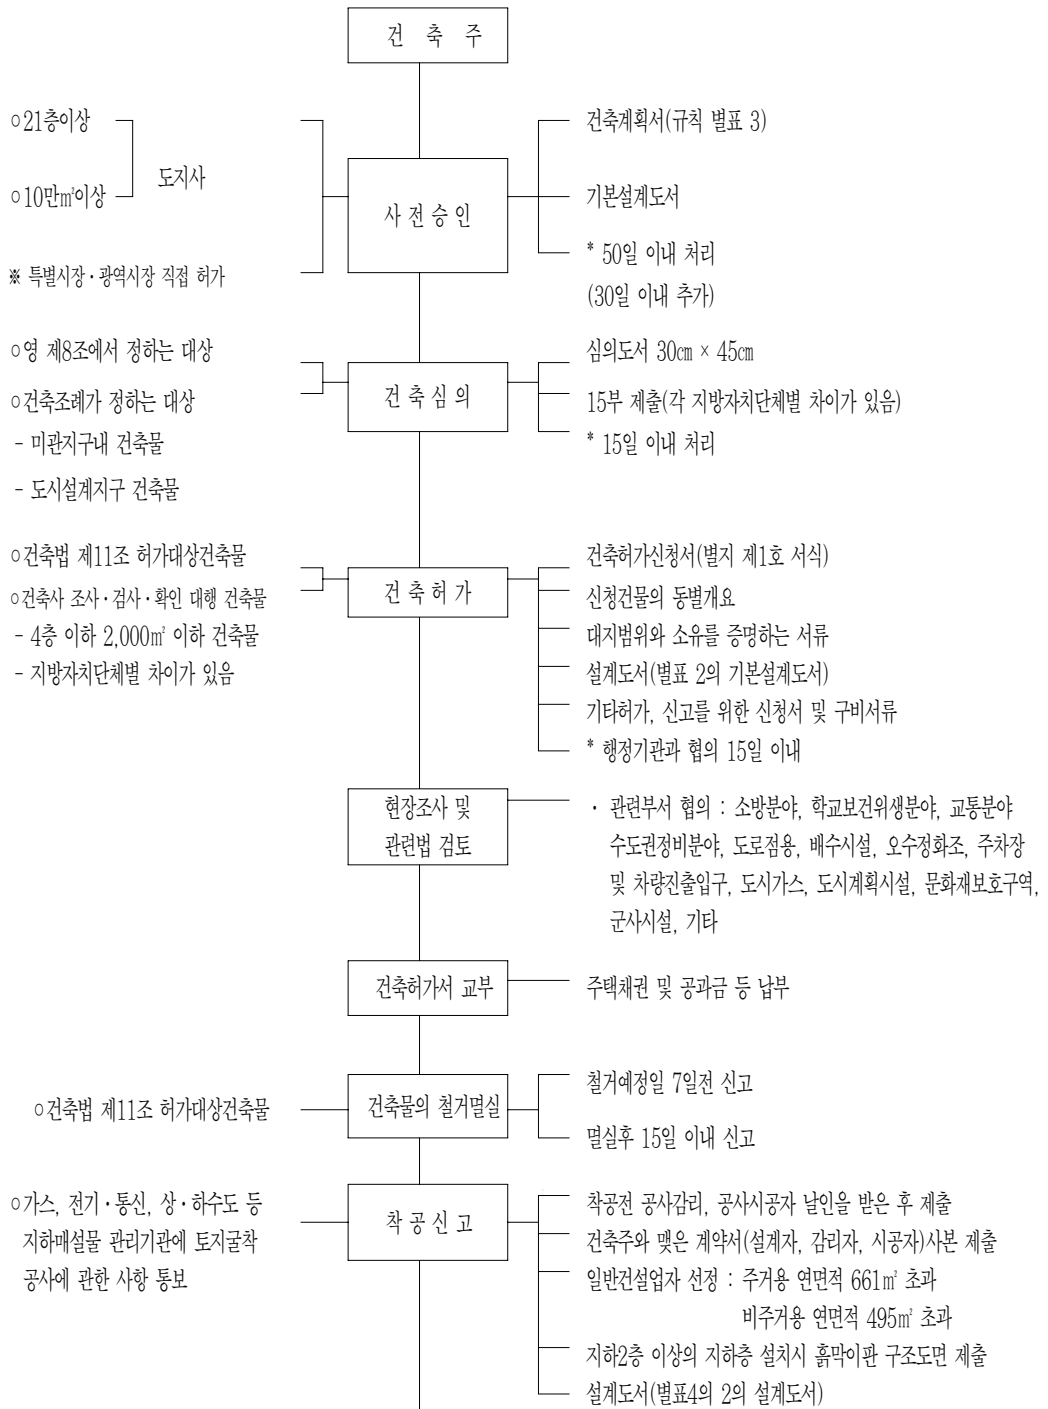 건 축 주
○21층이상
○10만㎡이상
도지사
※ 특별시장·광역시장 직접 허가
사 전 승 인
건축계획서(규칙 별표 3)
기본설계도서
* 50일 이내 처리
(30일 이내 추가)
○영 제8조에서 정하는 대상
○건축조례가 정하는 대상
- 미관지구내 건축물
- 도시설계지구 건축물
건 축 심 의
심의도서 30㎝ × 45㎝
15부 제출(각 지방자치단체별 차이가 있음)
* 15일 이내 처리
○건축법 제11조 허가대상건축물
○건축사 조사·검사·확인 대행 건축물
- 4층 이하 2,000㎡ 이하 건축물
- 지방자치단체별 차이가 있음
건 축 허 가
건축허가신청서(별지 제1호 서식)
신청건물의 동별개요
대지범위와 소유를 증명하는 서류
설계도서(별표 2의 기본설계도서)
기타허가, 신고를 위한 신청서 및 구비서류
* 행정기관과 협의 15일 이내
현장조사 및
관련법 검토
· 관련부서 협의 : 소방분야, 학교보건위생분야, 교통분야
수도권정비분야, 도로점용, 배수시설, 오수정화조, 주차장
및 차량진출입구, 도시가스, 도시계획시설, 문화재보호구역,
군사시설, 기타
건축허가서 교부
주택채권 및 공과금 등 납부
○건축법 제11조 허가대상건축물
건축물의 철거멸실
철거예정일 7일전 신고
멸실후 15일 이내 신고
○가스, 전기·통신, 상·하수도 등
지하매설물 관리기관에 토지굴착
공사에 관한 사항 통보
착 공 신 고
착공전 공사감리, 공사시공자 날인을 받은 후 제출
건축주와 맺은 계약서(설계자, 감리자, 시공자)사본 제출
일반건설업자 선정 : 주거용 연면적 661㎡ 초과
비주거용 연면적 495㎡ 초과
지하2층 이상의 지하층 설치시 흙막이판 구조도면 제출
설계도서(별표4의 2의 설계도서)